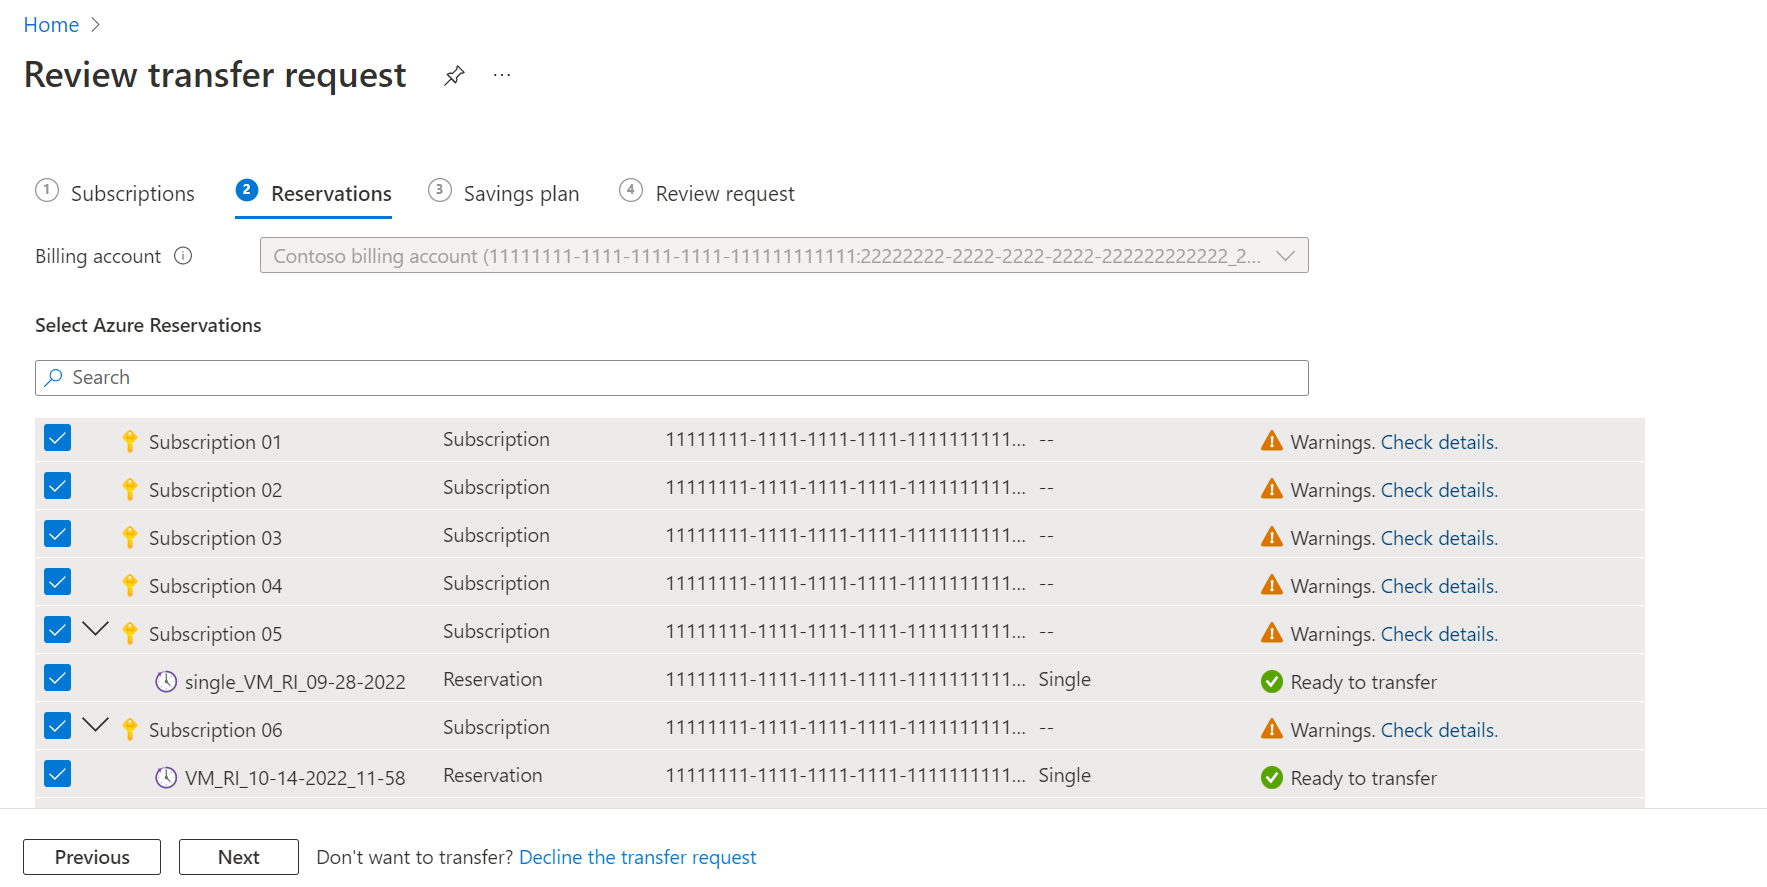 Home
Review transfer request ...
1 Subscriptions 2 Reservations 3 Savings plan 4 Review request
Billing account Contoso billing account (11111111-1111-1111-1111-111111111111:22222222-2222-2222-2222-222222222222_2...
Select Azure Reservations
Search
Subscription 01 Subscription 11111111-1111-1111-1111-1111111111... -- Warnings. Check details.
Subscription 02 Subscription 11111111-1111-1111-1111-1111111111... -- Warnings. Check details.
Subscription 03 Subscription 11111111-1111-1111-1111-1111111111... -- Warnings. Check details.
Subscription 04 Subscription 11111111-1111-1111-1111-1111111111... -- Warnings. Check details.
Subscription 05 Subscription 11111111-1111-1111-1111-1111111111... -- Warnings. Check details.
single_VM_RI_09-28-2022 Reservation 11111111-1111-1111-1111-1111111111... Single Ready to transfer
Subscription 06 Subscription 11111111-1111-1111-1111-1111111111... -- Warnings. Check details.
VM_RI_10-14-2022_11-58 Reservation 11111111-1111-1111-1111-1111111111... Single Ready to transfer
Previous Next Don't want to transfer? Decline the transfer request